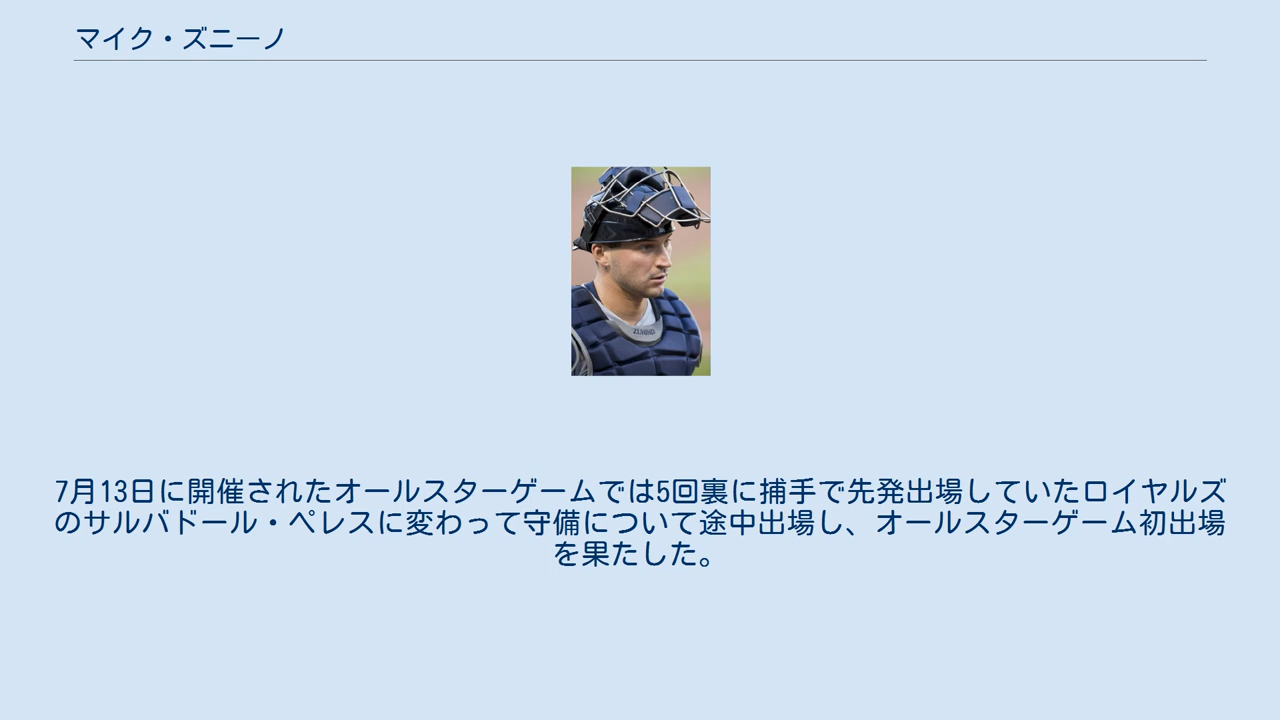 マイク・ズニーノ
ZUNINO
7月13日に開催されたオールスターゲームでは5回裏に捕手で先発出場していたロイヤルズ
のサルバドール・ペレスに変わって守備について途中出場し、オールスターゲーム初出場
を果たした。